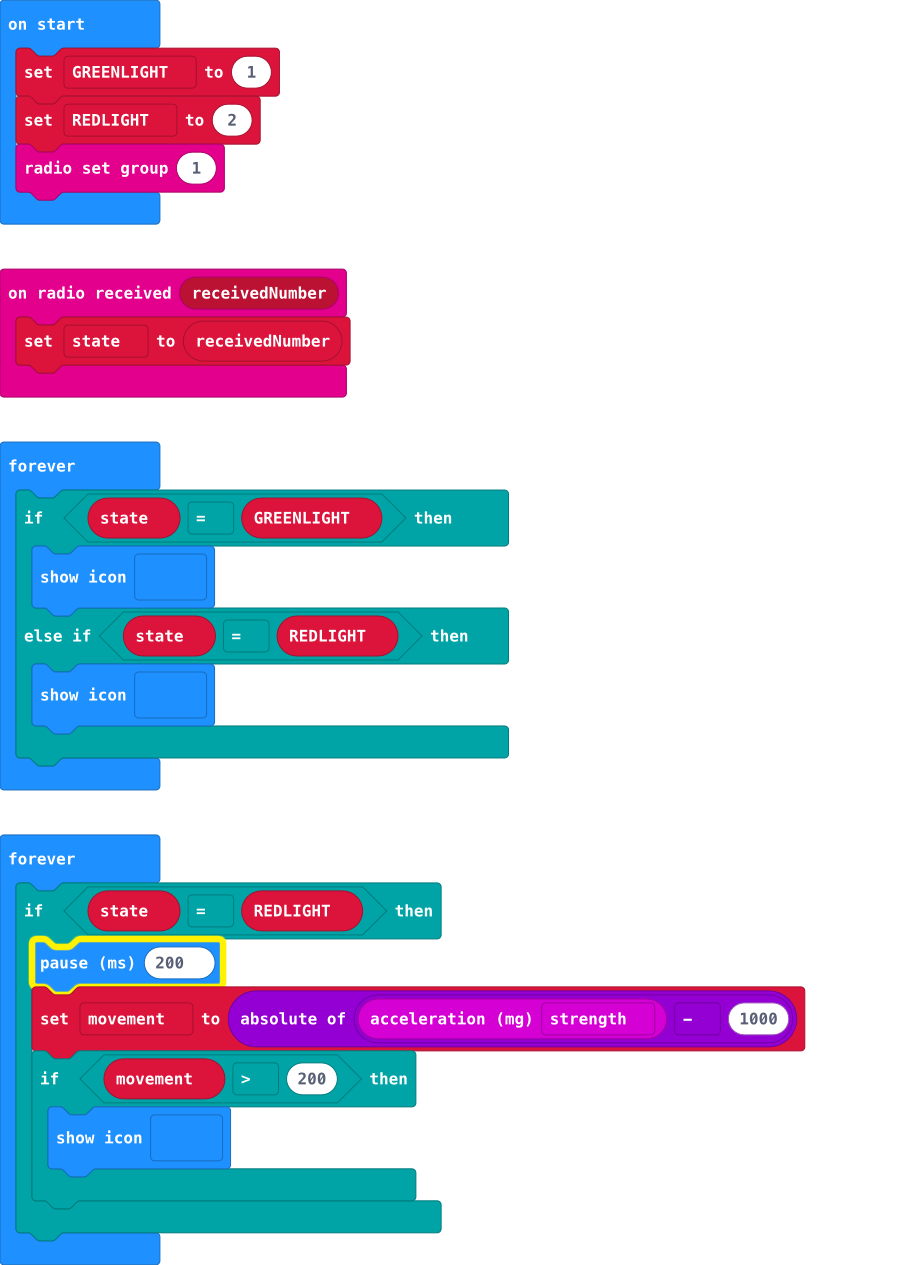 on start
set GREENLIGHT to 1
set REDLIGHT to 2
radio set group 1
on radio received receivedNumber
set state to receivedNumber
forever
if state = GREENLIGHT then
show icon
else if state = REDLIGHT then
show icon
forever
if state = REDLIGHT then
pause (ms) 200
set movement to absolute of acceleration (mg) strength - 1000
if movement > 200 then
show icon